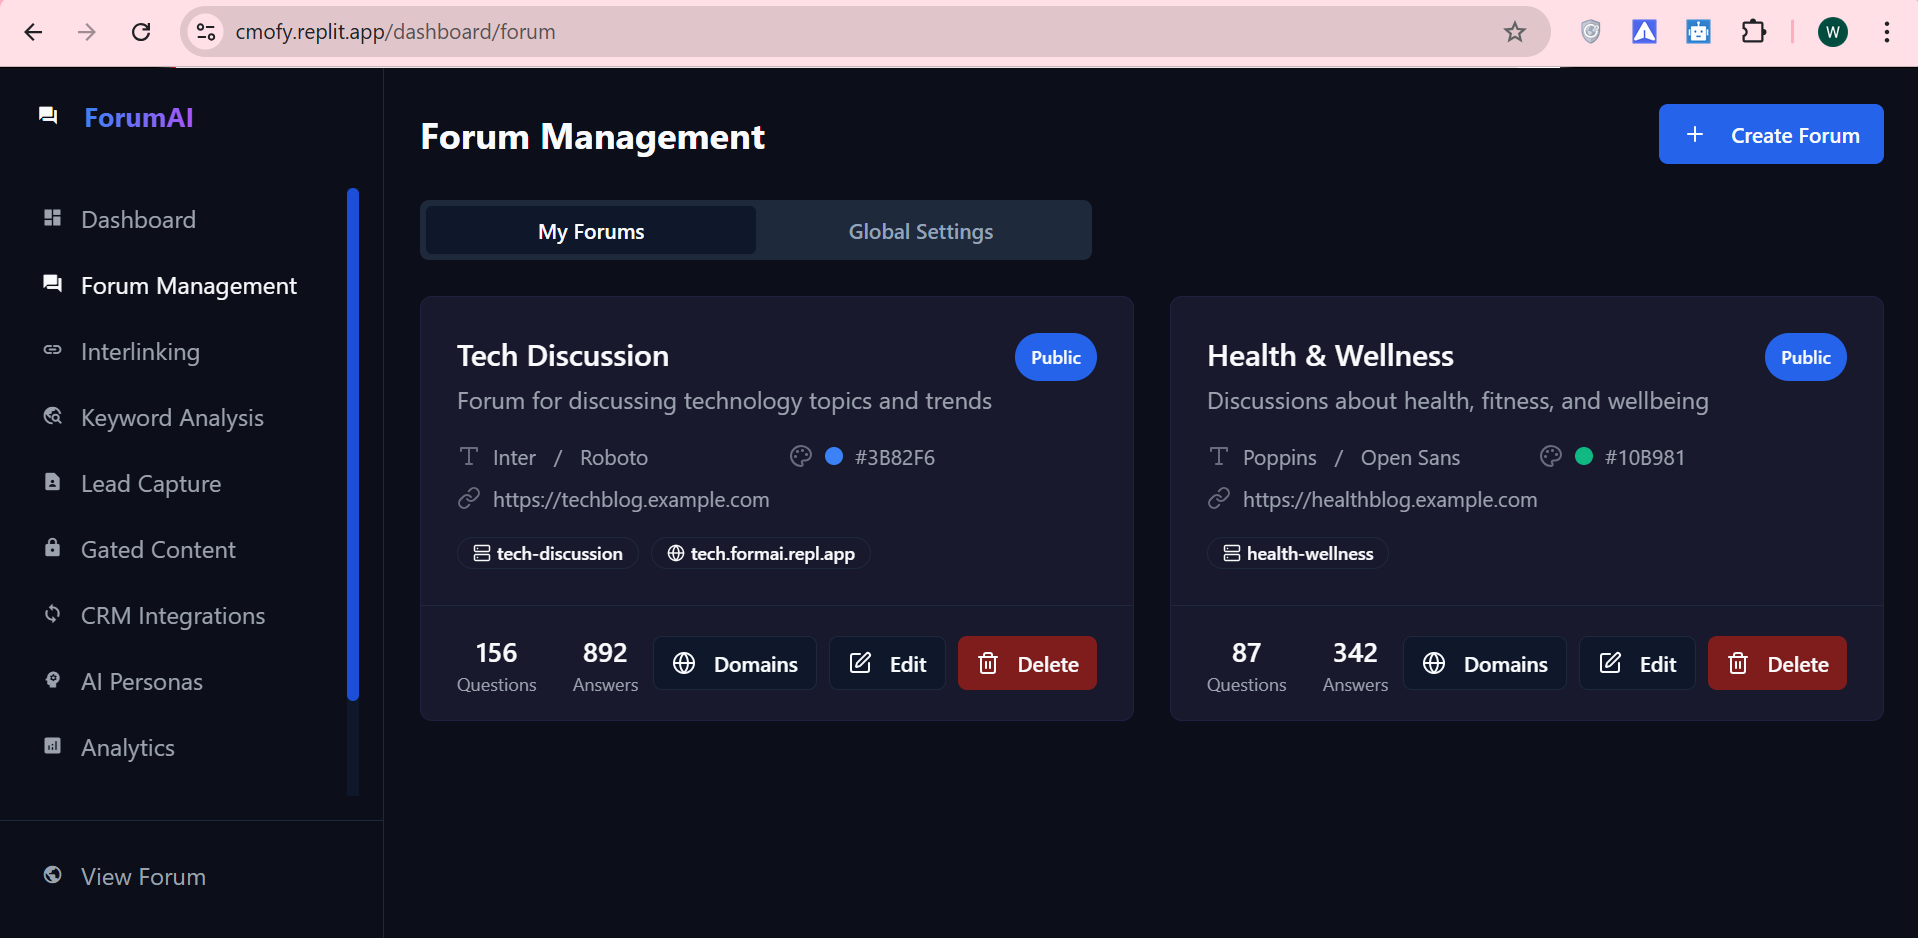 cmofy.replit.app/dashboard/forum
W
ForumAI
Dashboard
Forum Management
Interlinking
Keyword Analysis
Lead Capture
Gated Content
CRM Integrations
AI Personas
Analytics
View Forum
Forum Management
+ Create Forum
My Forums Global Settings
Tech Discussion Public
Forum for discussing technology topics and trends
Inter / Roboto #3B82F6
https://techblog.example.com
tech-discussion tech.formai.repl.app
156 892 Domains Edit Delete
Questions Answers
Health & Wellness Public
Discussions about health, fitness, and wellbeing
Poppins / Open Sans #10B981
https://healthblog.example.com
health-wellness
87 342 Domains Edit Delete
Questions Answers